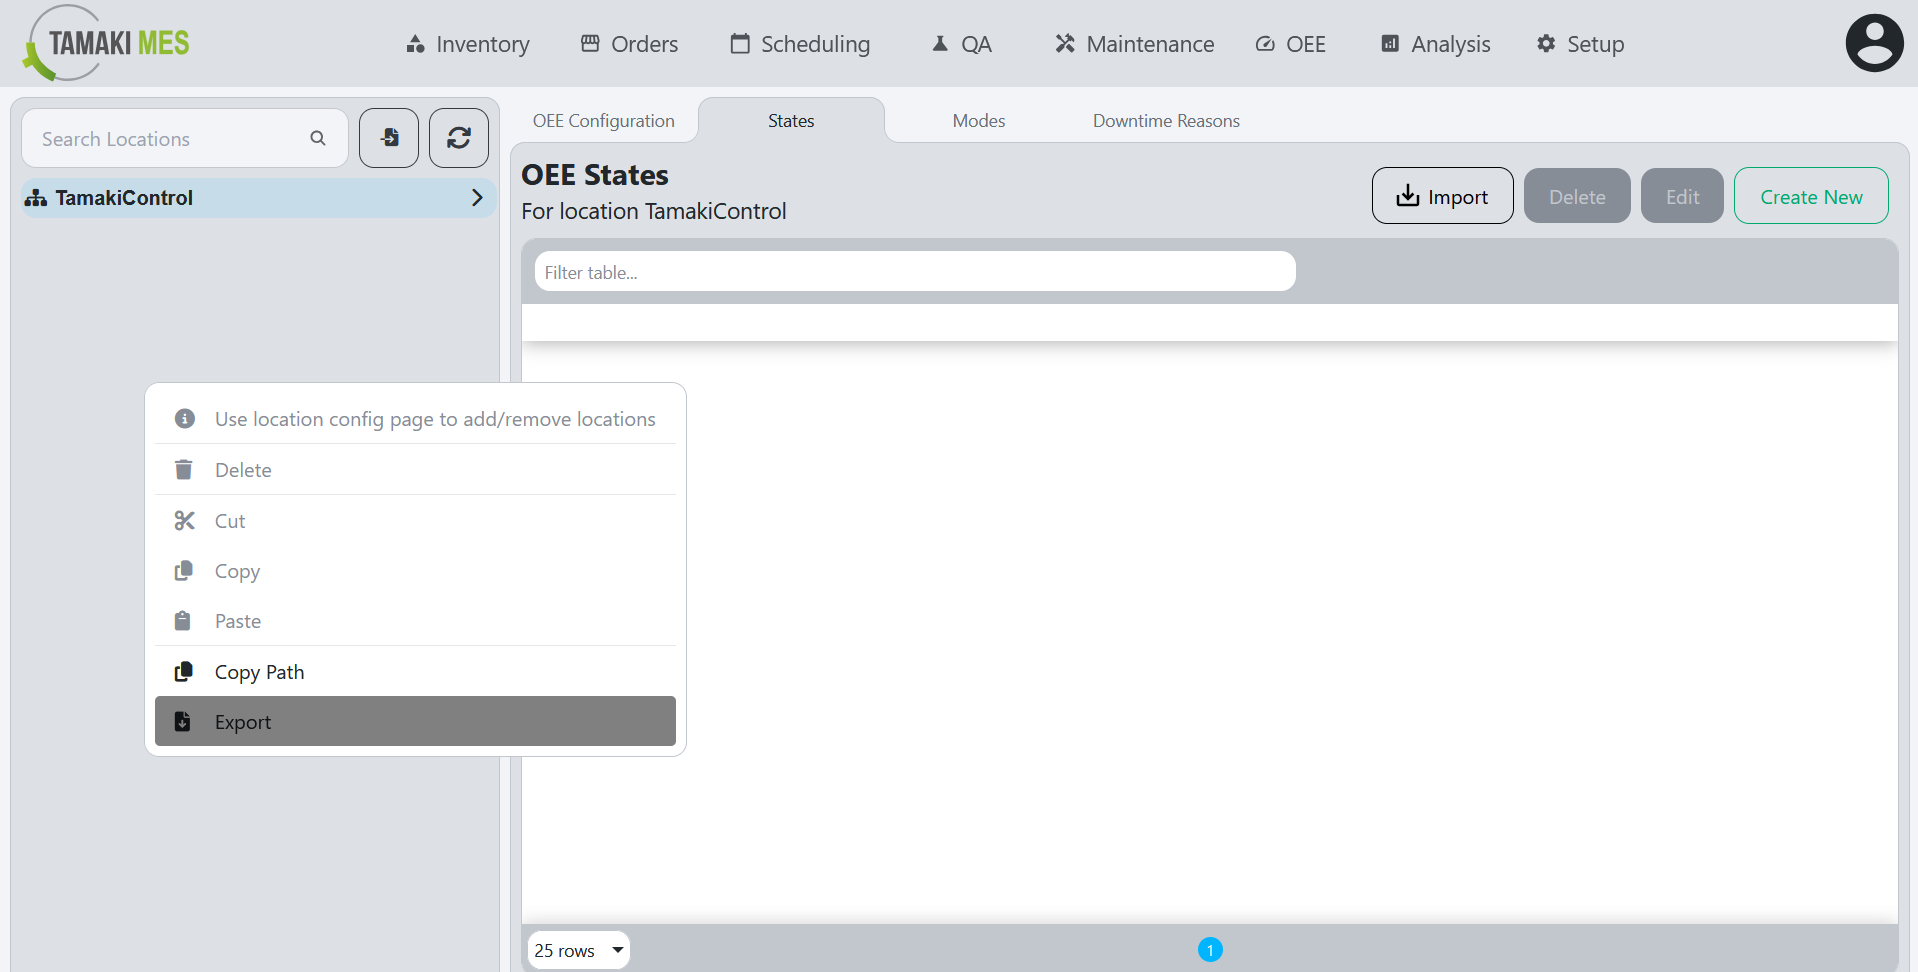 TAMAKI MES
Inventory
Orders
Scheduling
QA
Maintenance
OEE
Analysis
Setup
Search Locations
TamakiControl
OEE Configuration
States
Modes
Downtime Reasons
OEE States
For location TamakiControl
Import
Delete
Edit
Create New
Filter table...
Use location config page to add/remove locations
Delete
Cut
Copy
Paste
Copy Path
Export
25 rows
1